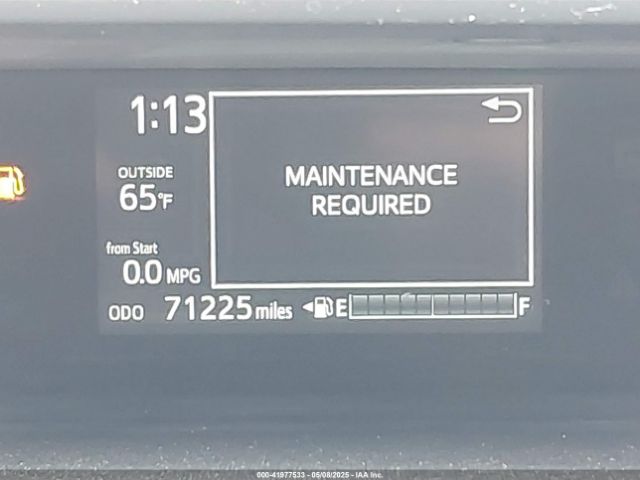 1:13
MAINTENANCE
REQUIRED
OUTSIDE
65°F
from Start
0.0 MPG
ODO 71225 miles E F
000-41977533 - 05/08/2025 - IAA Inc.